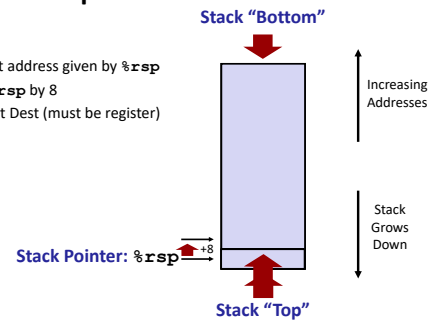 Stack “Bottom”
t address given by %rsp
rsp by 8
t Dest (must be register)
Increasing
Addresses
Stack
Grows
Down
+8
Stack Pointer: %rsp
Stack “Top”